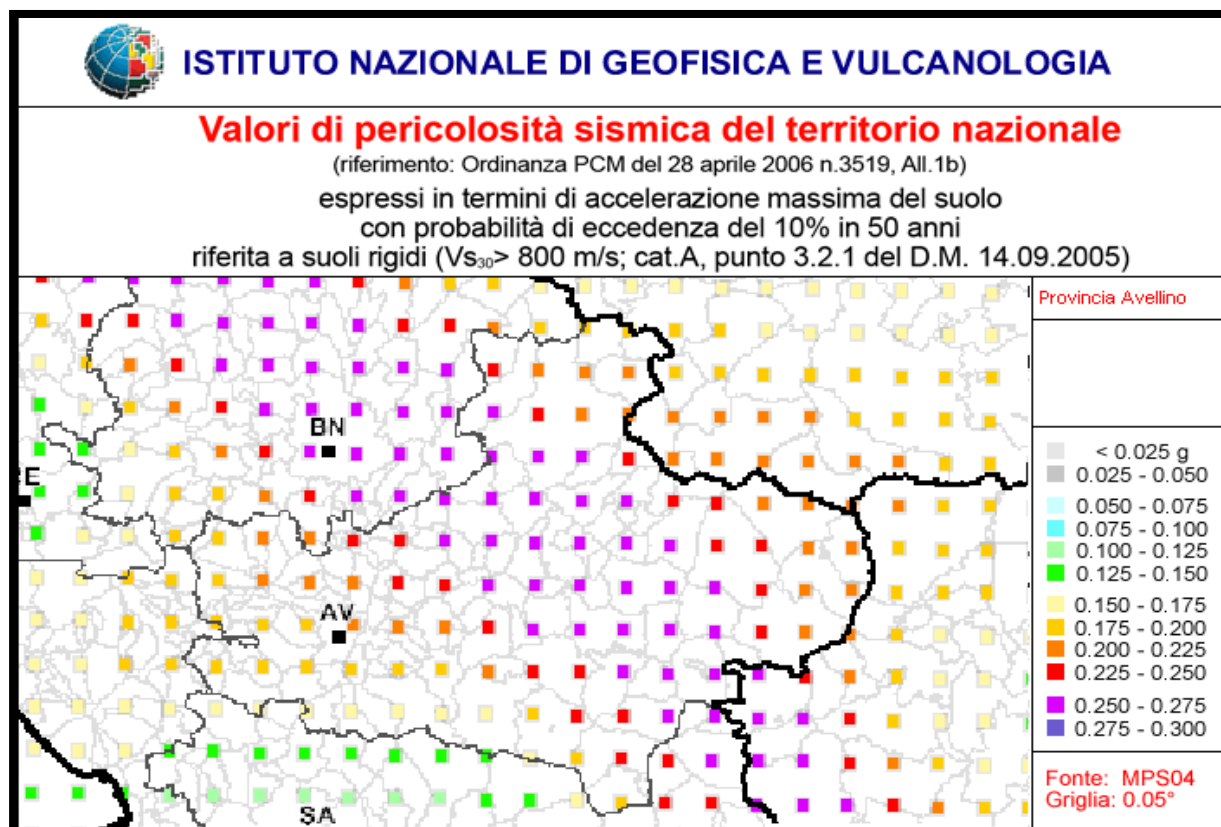 ISTITUTO NAZIONALE DI GEOFISICA E VULCANOLOGIA
Valori di pericolosità sismica del territorio nazionale
(riferimento: Ordinanza PCM del 28 aprile 2006 n.3519, All.1b)
espressi in termini di accelerazione massima del suolo
con probabilità di eccedenza del 10% in 50 anni
riferita a suoli rigidi (Vs₃₀> 800 m/s; cat.A, punto 3.2.1 del D.M. 14.09.2005)
Provincia Avellino
BN
E
AV
SA
< 0.025 g
0.025 - 0.050
0.050 - 0.075
0.075 - 0.100
0.100 - 0.125
0.125 - 0.150
0.150 - 0.175
0.175 - 0.200
0.200 - 0.225
0.225 - 0.250
0.250 - 0.275
0.275 - 0.300
Fonte: MPS04
Griglia: 0.05°